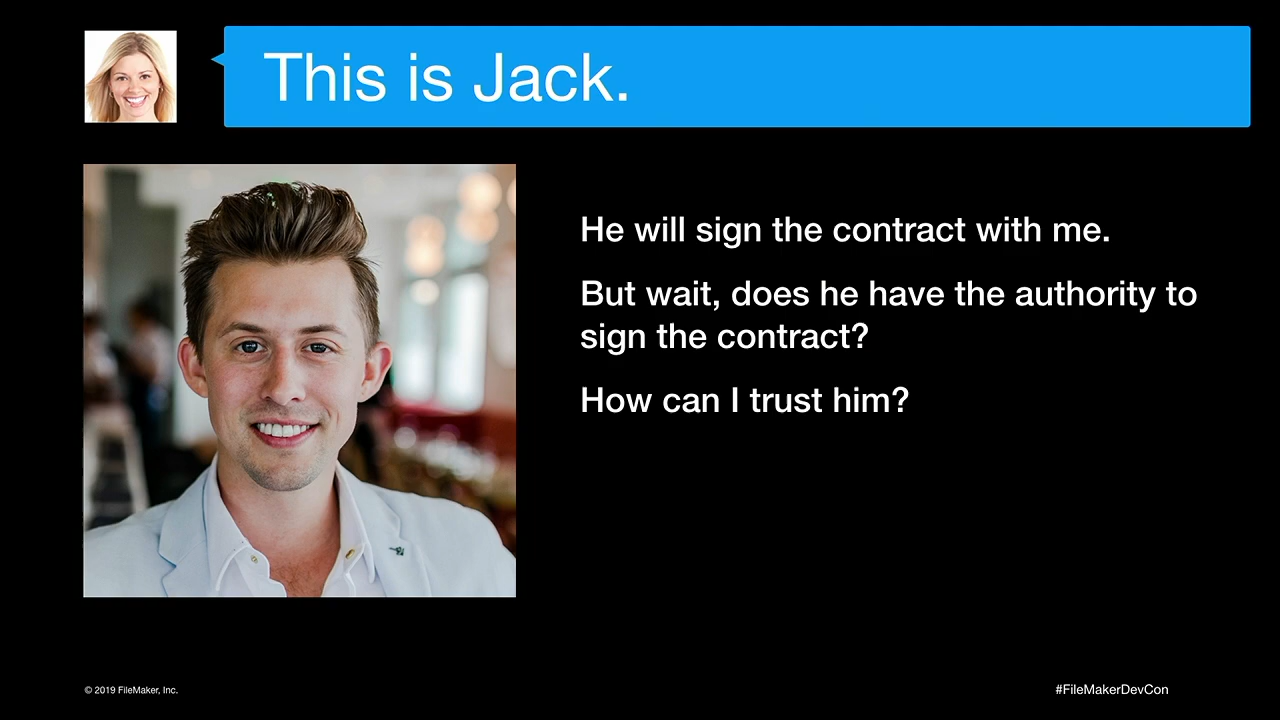 This is Jack.
He will sign the contract with me.
But wait, does he have the authority to
sign the contract?
How can I trust him?
© 2019 FileMaker, Inc.
#FileMakerDevCon